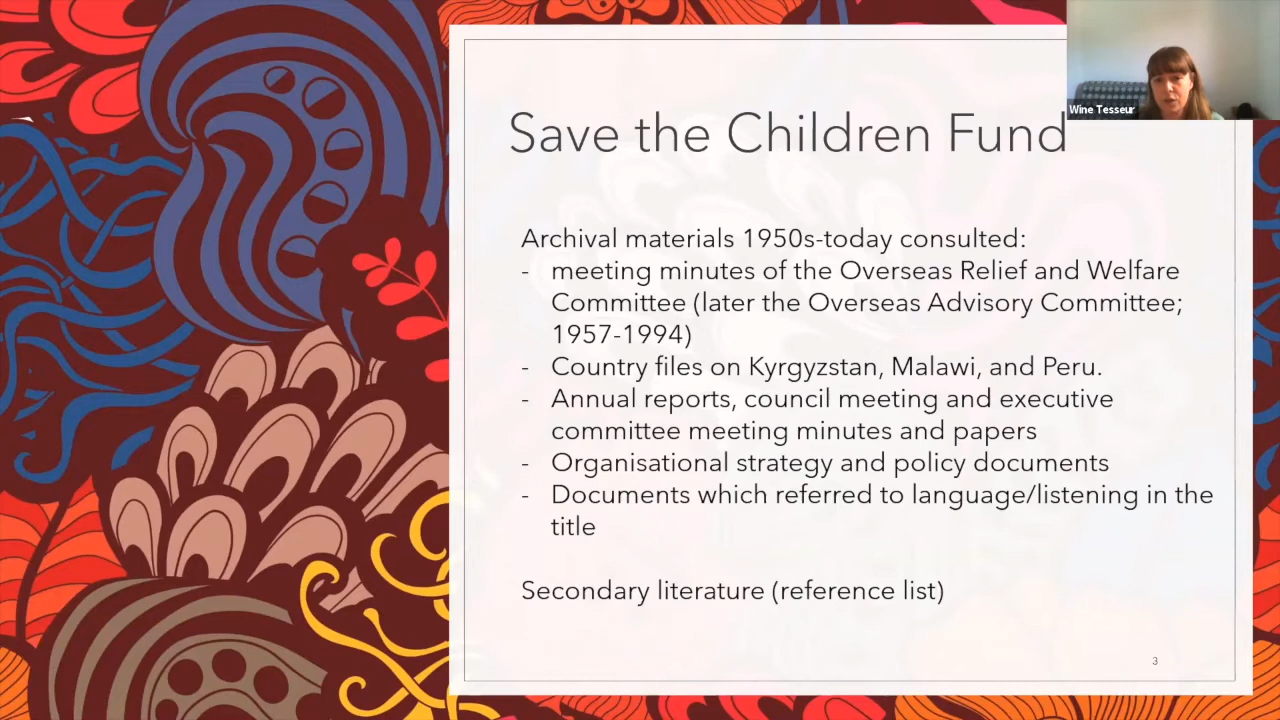 Wine Tesseur
Save the Children Fund
Archival materials 1950s-today consulted:
- meeting minutes of the Overseas Relief and Welfare
Committee (later the Overseas Advisory Committee;
1957-1994)
- Country files on Kyrgyzstan, Malawi, and Peru.
- Annual reports, council meeting and executive
committee meeting minutes and papers
- Organisational strategy and policy documents
- Documents which referred to language/listening in the
title
Secondary literature (reference list)
3